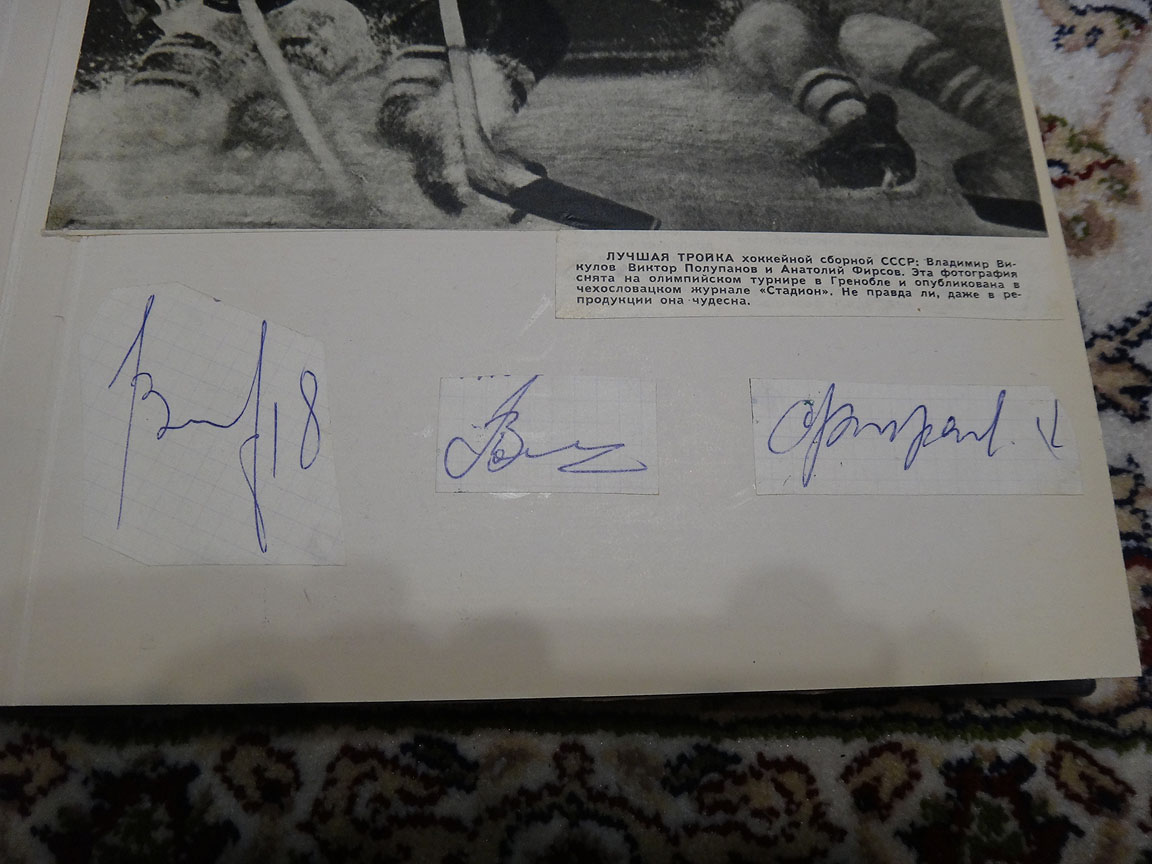 ЛУЧШАЯ ТРОЙКА хоккейной сборной СССР: Владимир Ви-
кулов Виктор Полупанов и Анатолий Фирсов. Эта фотография
снята на олимпийском турнире в Гренобле и опубликована в
чехословацком журнале «Стадион». Не правда ли, даже в ре-
продукции она чудесна.
18